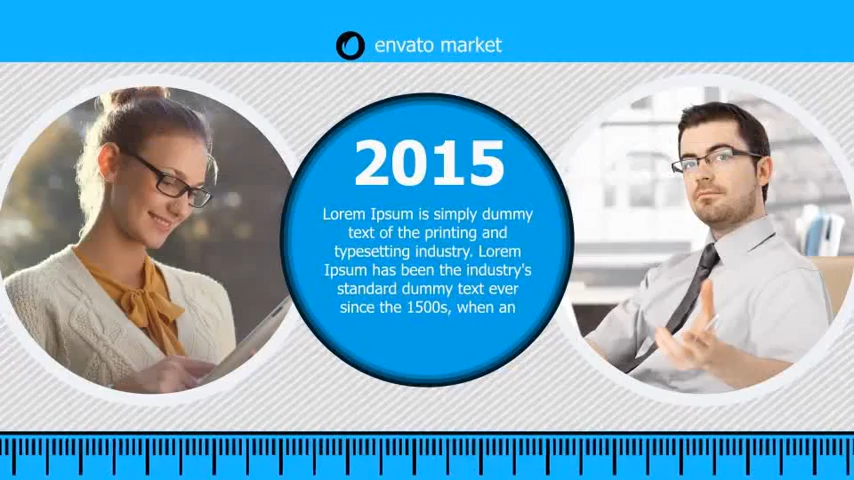 envato market
2015
Lorem Ipsum is simply dummy
text of the printing and
typesetting industry. Lorem
Ipsum has been the industry's
standard dummy text ever
since the 1500s, when an